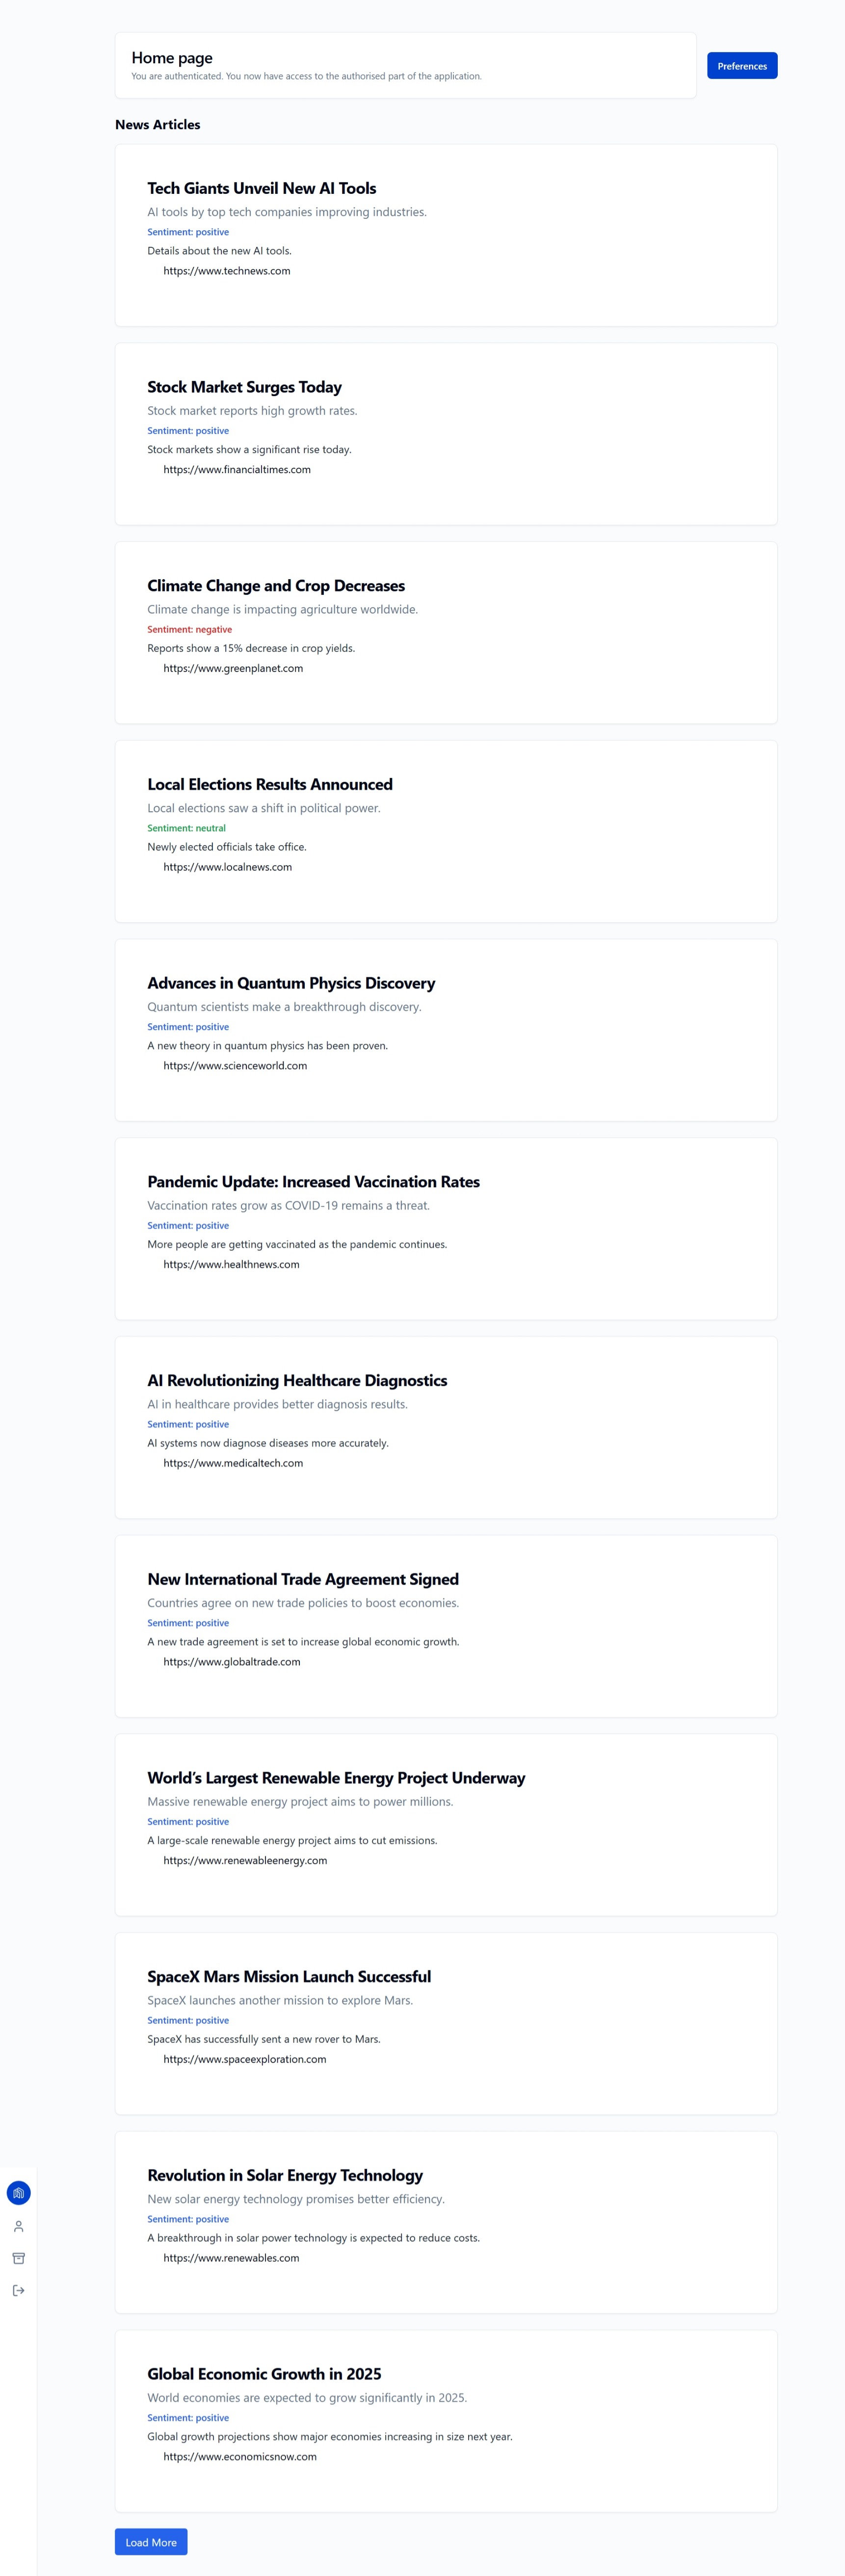 Home page
You are authenticated. You now have access to the authorised part of the application.
Preferences
News Articles
Tech Giants Unveil New AI Tools
AI tools by top tech companies improving industries.
Sentiment: positive
Details about the new AI tools.
https://www.technews.com
Stock Market Surges Today
Stock market reports high growth rates.
Sentiment: positive
Stock markets show a significant rise today.
https://www.financialtimes.com
Climate Change and Crop Decreases
Climate change is impacting agriculture worldwide.
Sentiment: negative
Reports show a 15% decrease in crop yields.
https://www.greenplanet.com
Local Elections Results Announced
Local elections saw a shift in political power.
Sentiment: neutral
Newly elected officials take office.
https://www.localnews.com
Advances in Quantum Physics Discovery
Quantum scientists make a breakthrough discovery.
Sentiment: positive
A new theory in quantum physics has been proven.
https://www.scienceworld.com
Pandemic Update: Increased Vaccination Rates
Vaccination rates grow as COVID-19 remains a threat.
Sentiment: positive
More people are getting vaccinated as the pandemic continues.
https://www.healthnews.com
AI Revolutionizing Healthcare Diagnostics
AI in healthcare provides better diagnosis results.
Sentiment: positive
AI systems now diagnose diseases more accurately.
https://www.medicaltech.com
New International Trade Agreement Signed
Countries agree on new trade policies to boost economies.
Sentiment: positive
A new trade agreement is set to increase global economic growth.
https://www.globaltrade.com
World’s Largest Renewable Energy Project Underway
Massive renewable energy project aims to power millions.
Sentiment: positive
A large-scale renewable energy project aims to cut emissions.
https://www.renewableenergy.com
SpaceX Mars Mission Launch Successful
SpaceX launches another mission to explore Mars.
Sentiment: positive
SpaceX has successfully sent a new rover to Mars.
https://www.spaceexploration.com
Revolution in Solar Energy Technology
New solar energy technology promises better efficiency.
Sentiment: positive
A breakthrough in solar power technology is expected to reduce costs.
https://www.renewables.com
Global Economic Growth in 2025
World economies are expected to grow significantly in 2025.
Sentiment: positive
Global growth projections show major economies increasing in size next year.
https://www.economicsnow.com
Load More